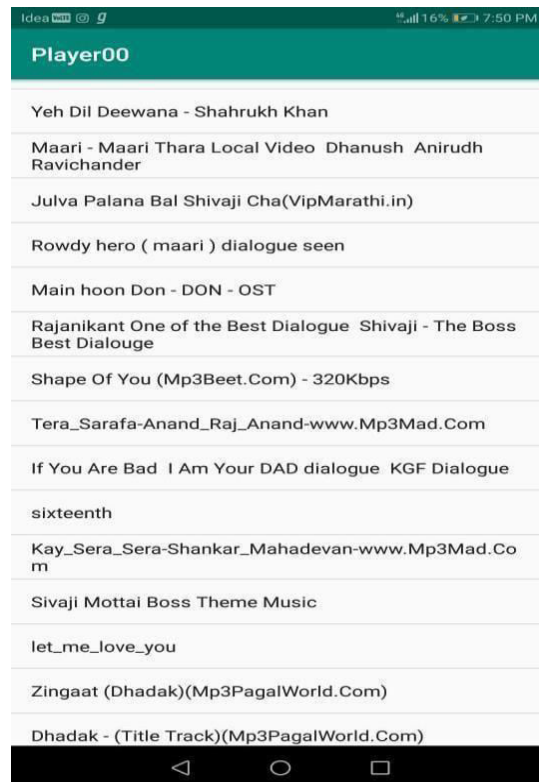 Idea VoLTE 16% 7:50 PM
Player00
Yeh Dil Deewana - Shahrukh Khan
Maari - Maari Thara Local Video  Dhanush  Anirudh
Ravichander
Julva Palana Bal Shivaji Cha(VipMarathi.in)
Rowdy hero ( maari ) dialogue seen
Main hoon Don - DON - OST
Rajanikant One of the Best Dialogue  Shivaji - The Boss
Best Dialouge
Shape Of You (Mp3Beet.Com) - 320Kbps
Tera_Sarafa-Anand_Raj_Anand-www.Mp3Mad.Com
If You Are Bad  I Am Your DAD dialogue  KGF Dialogue
sixteenth
Kay_Sera_Sera-Shankar_Mahadevan-www.Mp3Mad.Co
m
Sivaji Mottai Boss Theme Music
let_me_love_you
Zingaat (Dhadak)(Mp3PagalWorld.Com)
Dhadak - (Title Track)(Mp3PagalWorld.Com)